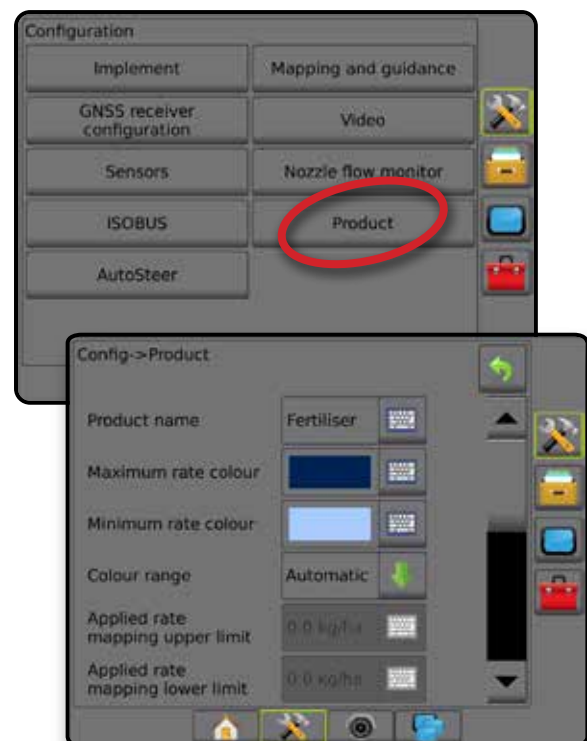 Configuration
Implement
Mapping and guidance
GNSS receiver
configuration
Video
Sensors
Nozzle flow monitor
ISOBUS
Product
AutoSteer
Config->Product
Product name
Fertiliser
Maximum rate colour
Minimum rate colour
Colour range
Automatic
Applied rate
mapping upper limit
0.0 kg/ha
Applied rate
mapping lower limit
0.0 kg/ha